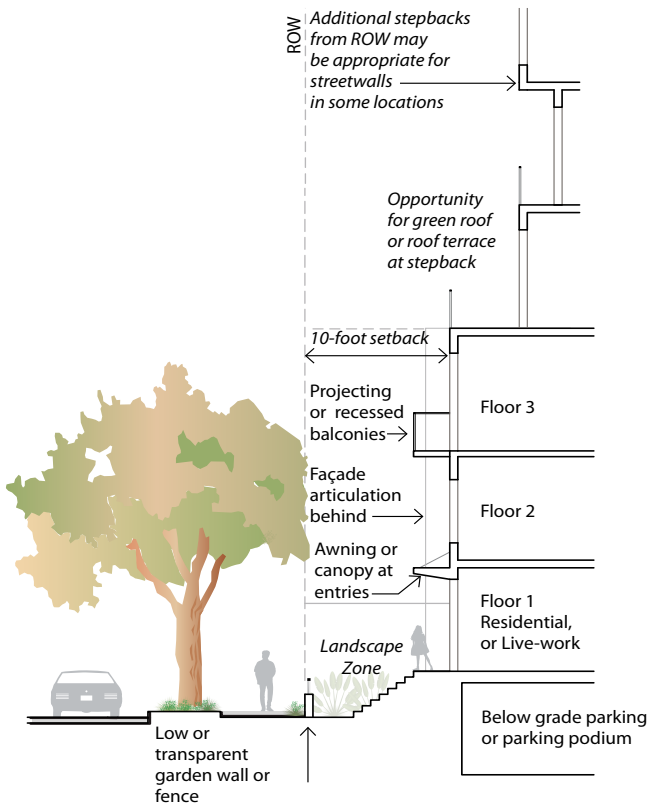 ROW
Additional stepbacks
from ROW may
be appropriate for
streetwalls
in some locations
Opportunity
for green roof
or roof terrace
at stepback
10-foot setback
Projecting
or recessed
balconies
Floor 3
Façade
articulation
behind
Floor 2
Awning or
canopy at
entries
Floor 1
Residential,
or Live-work
Landscape
Zone
Low or
transparent
garden wall or
fence
Below grade parking
or parking podium